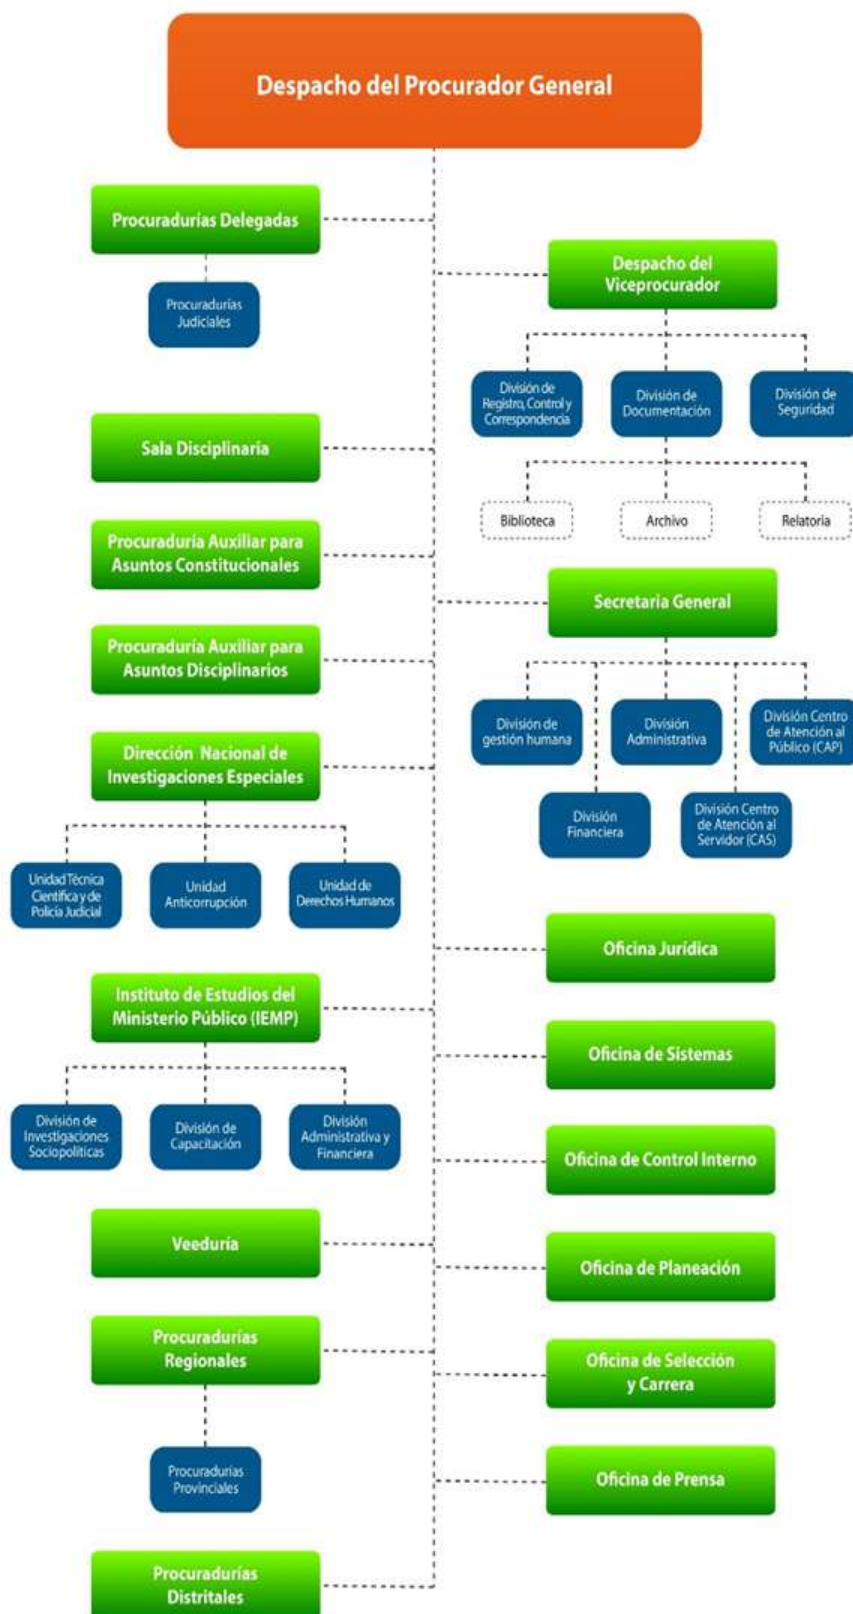 Despacho del Procurador General
Procuradurías Delegadas
Procuradurías
Judiciales
Despacho del
Viceprocurador
División de
Registro, Control y
Correspondencia
División de
Documentación
División de
Seguridad
Biblioteca
Archivo
Relatoría
Sala Disciplinaria
Procuraduría Auxiliar para
Asuntos Constitucionales
Procuraduría Auxiliar para
Asuntos Disciplinarios
Secretaria General
División de
gestión humana
División
Administrativa
División Centro
de Atención al
Público (CAP)
División
Financiera
División Centro
de Atención al
Servidor (CAS)
Dirección Nacional de
Investigaciones Especiales
Unidad Técnica
Científica y de
Policía Judicial
Unidad
Anticorrupción
Unidad de
Derechos Humanos
Instituto de Estudios del
Ministerio Público (IEMP)
División de
Investigaciones
Sociopolíticas
División de
Capacitación
División
Administrativa y
Financiera
Veeduría
Procuradurías
Regionales
Procuradurías
Provinciales
Procuradurías
Distritales
Oficina Jurídica
Oficina de Sistemas
Oficina de Control Interno
Oficina de Planeación
Oficina de Selección
y Carrera
Oficina de Prensa